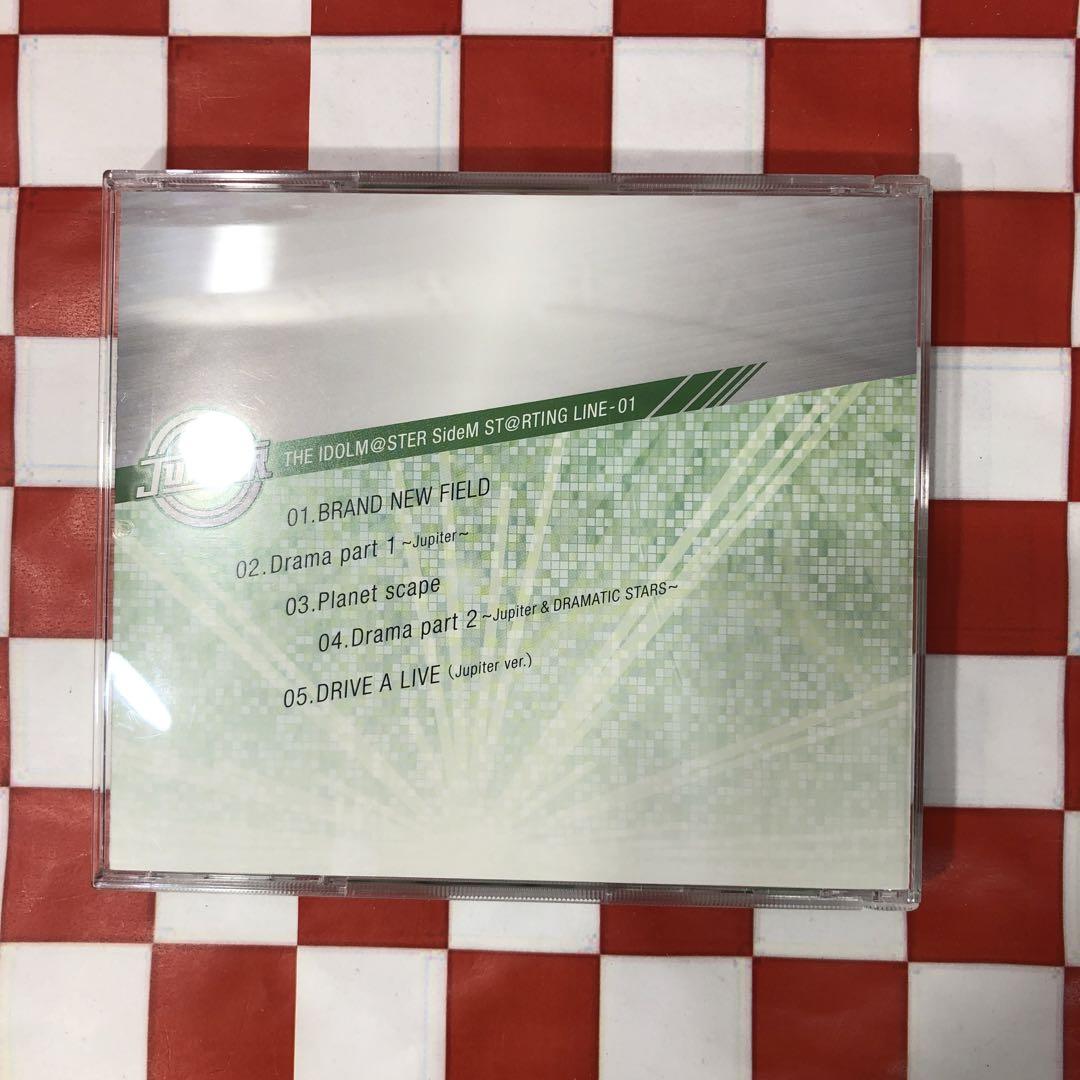 THE IDOLM@STER SideM ST@RTING LINE-01
01.BRAND NEW FIELD
02.Drama part 1 ~Jupiter~
03.Planet scape
04.Drama part 2 ~Jupiter & DRAMATIC STARS~
05.DRIVE A LIVE (Jupiter ver.)